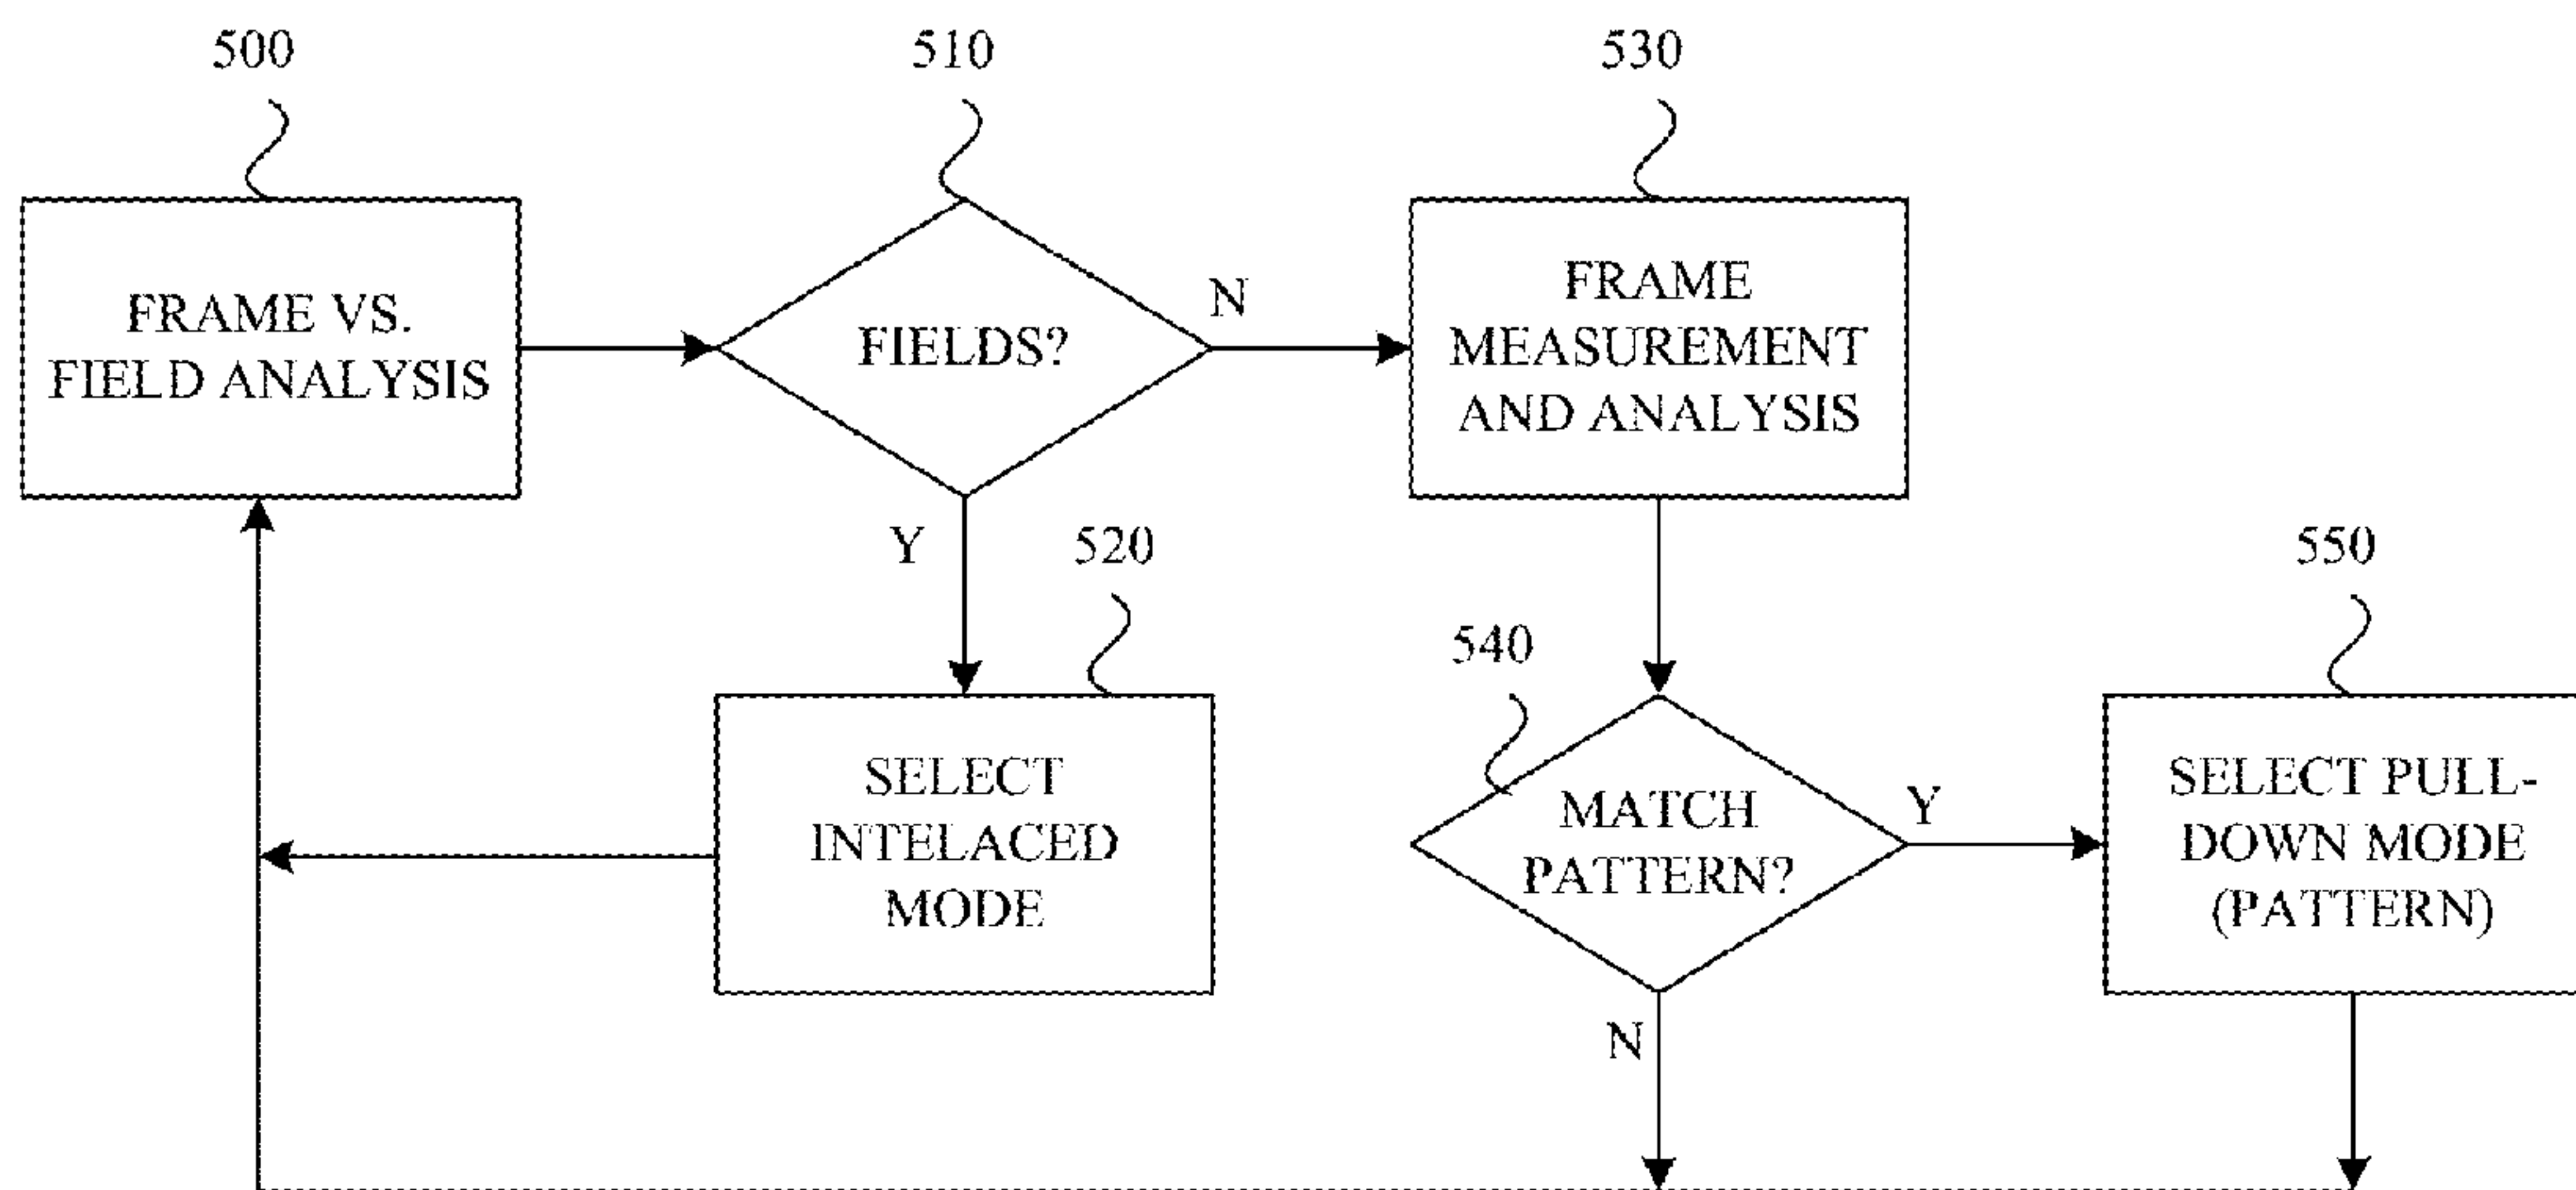 500
510
530
FRAME VS.
FIELD ANALYSIS
FIELDS?
N
FRAME
MEASUREMENT
AND ANALYSIS
Y
520
540
550
SELECT
INTELACED
MODE
MATCH
PATTERN?
Y
SELECT PULL-
DOWN MODE
(PATTERN)
N